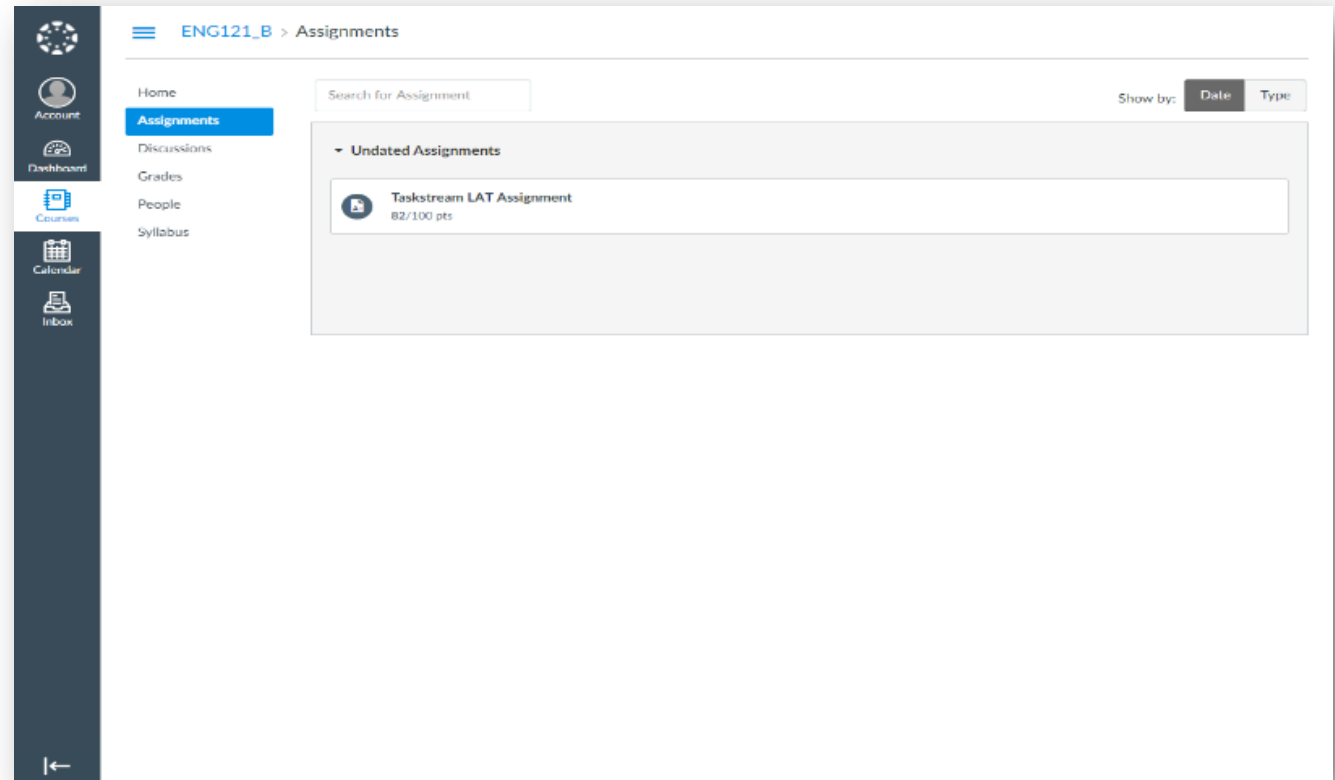 ENG121_B > Assignments
Account
Dashboard
Courses
Calendar
Inbox
Home
Assignments
Discussions
Grades
People
Syllabus
Search for Assignment
Show by: Date Type
Undated Assignments
Taskstream LAT Assignment
82/100 pts